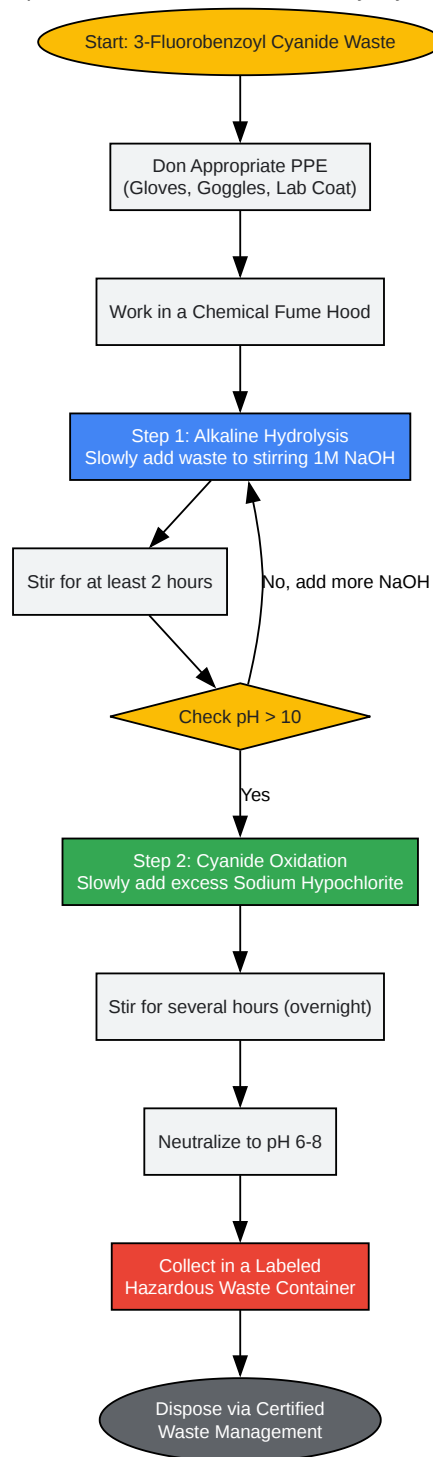 Start: 3-Fluorobenzoyl Cyanide Waste
Don Appropriate PPE
(Gloves, Goggles, Lab Coat)
Work in a Chemical Fume Hood
Step 1: Alkaline Hydrolysis
Slowly add waste to stirring 1M NaOH
Stir for at least 2 hours
No, add more NaOH
Check pH > 10
Yes
Step 2: Cyanide Oxidation
Slowly add excess Sodium Hypochlorite
Stir for several hours (overnight)
Neutralize to pH 6-8
Collect in a Labeled
Hazardous Waste Container
Dispose via Certified
Waste Management